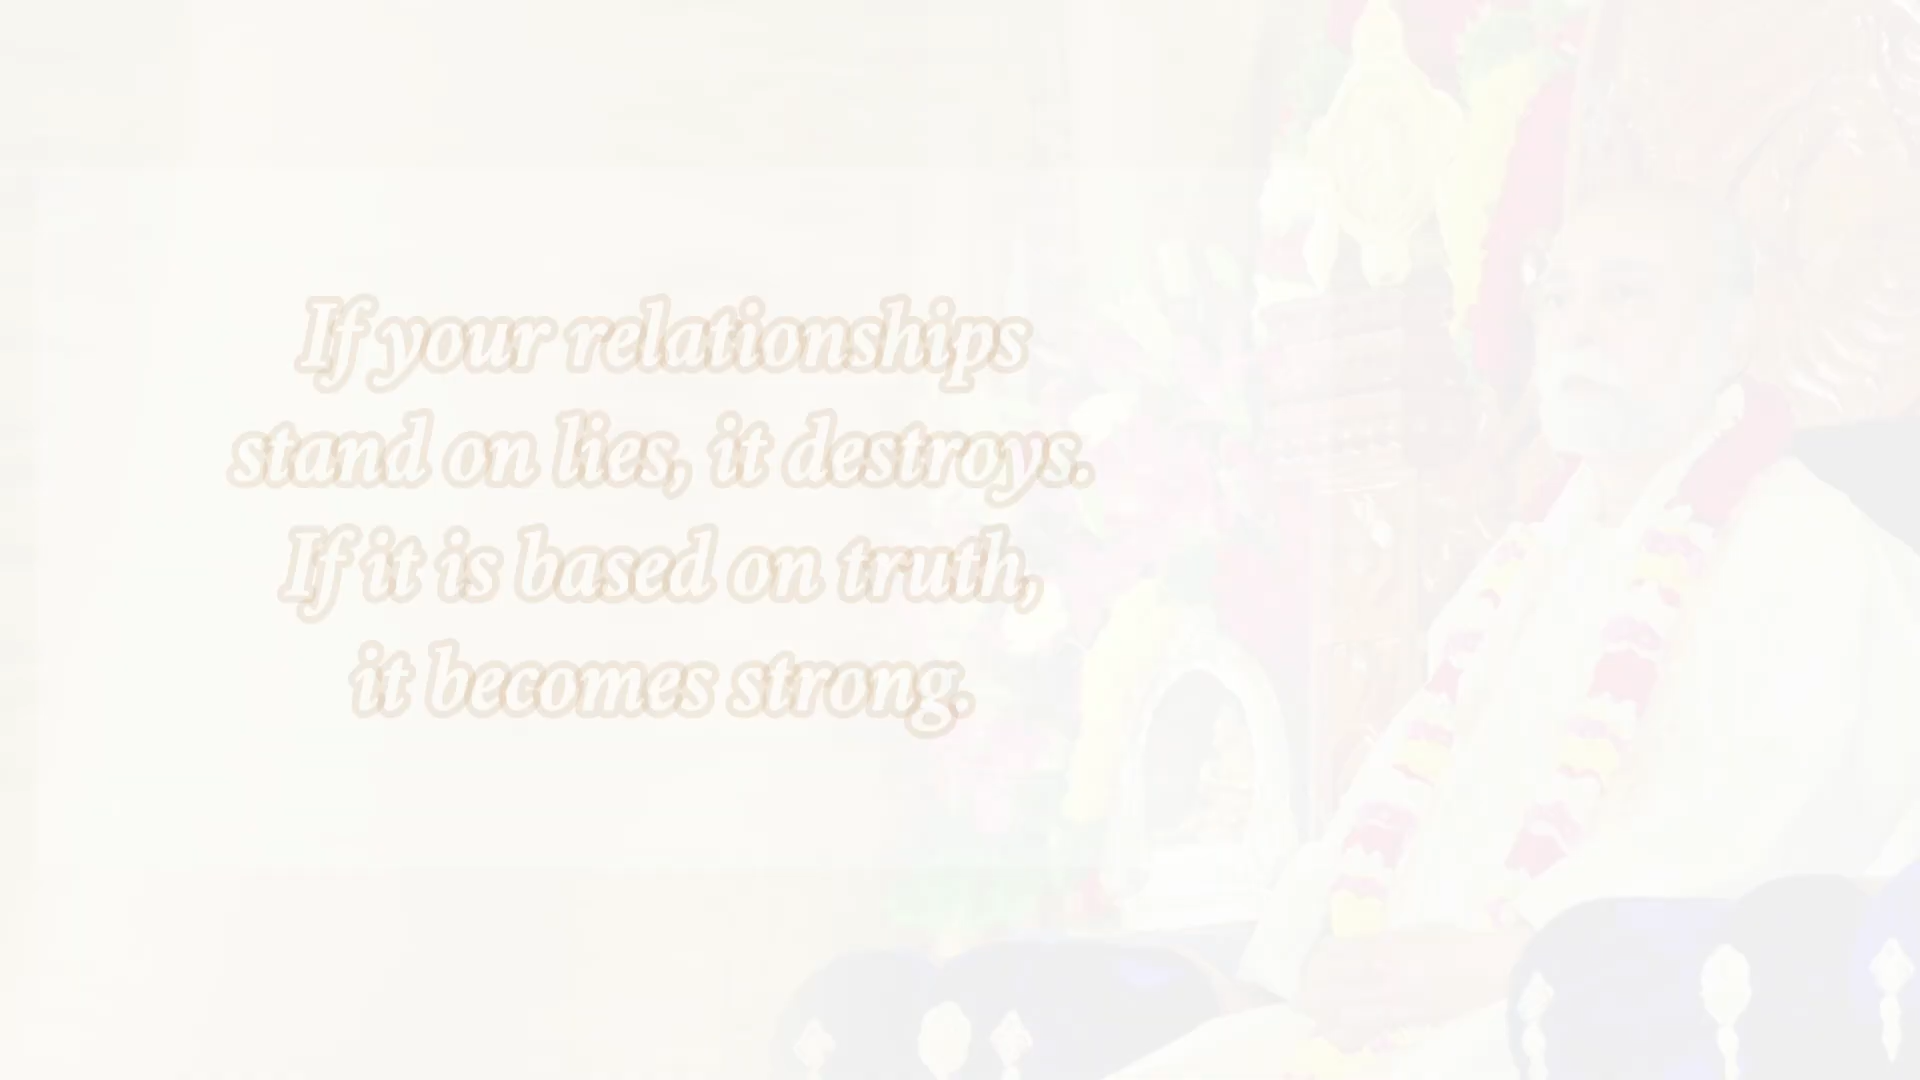 If your relationships
stand on lies, it destroys.
If it is based on truth,
it becomes strong.